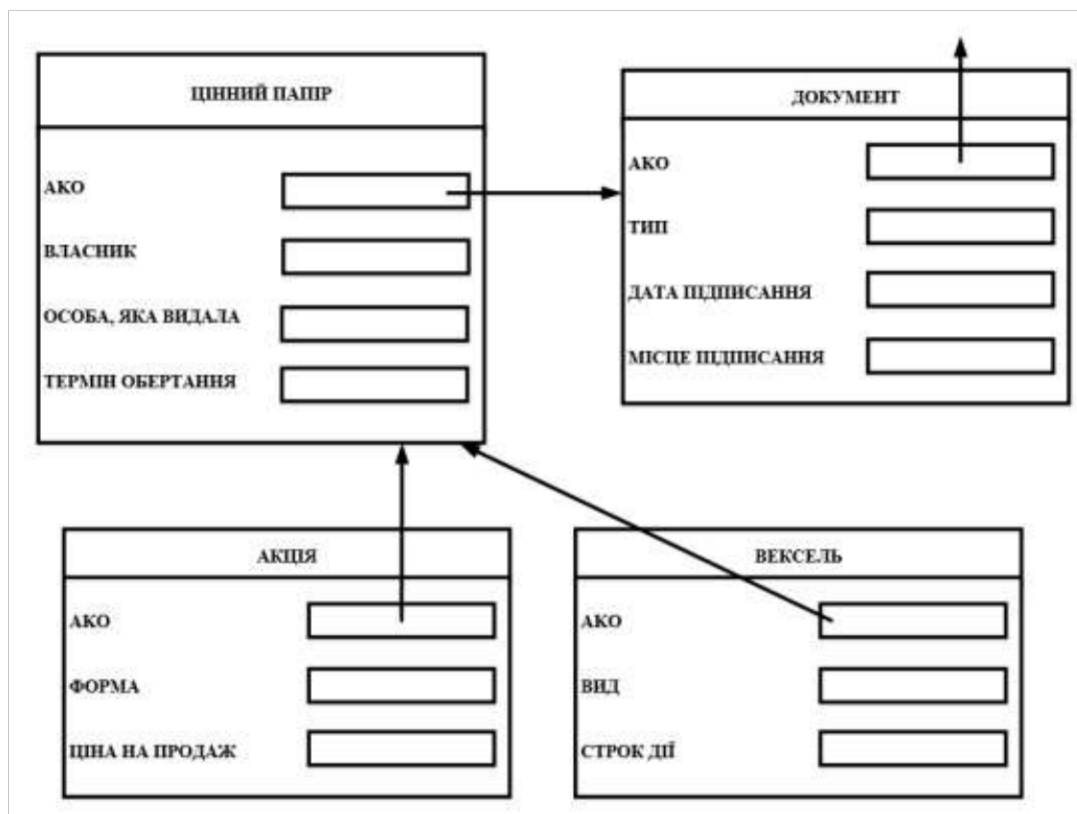 ЦІННИЙ ПАПІР
АКО
ВЛАСНИК
ОСОБА, ЯКА ВИДАЛА
ТЕРМІН ОБЕРТАННЯ
ДОКУМЕНТ
АКО
ТИП
ДАТА ПІДПИСАННЯ
МІСЦЕ ПІДПИСАННЯ
АКЦІЯ
АКО
ФОРМА
ЦІНА НА ПРОДАЖ
ВЕКСЕЛЬ
АКО
ВИД
СТРОК ДІЇ